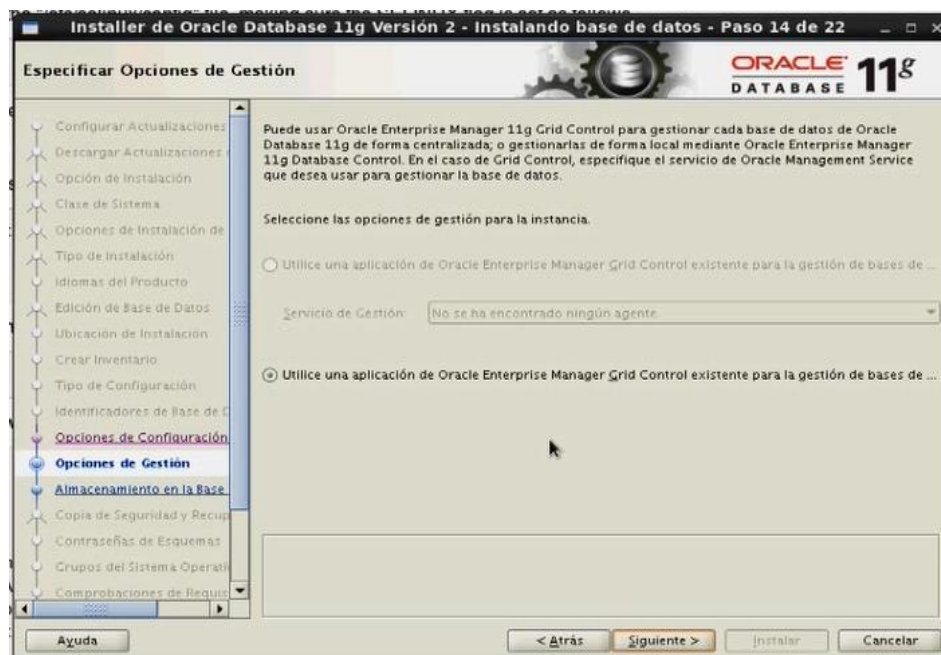 Installer de Oracle Database 11g Versión 2 - Instalando base de datos - Paso 14 de 22
Especificar Opciones de Gestión
ORACLE
DATABASE
11g
Configurar Actualizaciones
Descargar Actualizaciones
Opción de Instalación
Clase de Sistema
Opciones de Instalación de
Tipo de Instalación
Idiomas del Producto
Edición de Base de Datos
Ubicación de Instalación
Crear Inventario
Tipo de Configuración
Identificadores de Base de D
Opciones de Configuración
Opciones de Gestión
Almacenamiento en la Base
Copia de Seguridad y Recup
Contraseñas de Esquemas
Grupos del Sistema Operati
Comprobaciones de Requis
Puede usar Oracle Enterprise Manager 11g Grid Control para gestionar cada base de datos de Oracle
Database 11g de forma centralizada; o gestionarlas de forma local mediante Oracle Enterprise Manager
11g Database Control. En el caso de Grid Control, especifique el servicio de Oracle Management Service
que desea usar para gestionar la base de datos.
Seleccione las opciones de gestión para la instancia.
Utilice una aplicación de Oracle Enterprise Manager Grid Control existente para la gestión de bases de ...
Servicio de Gestión: No se ha encontrado ningún agente
Utilice una aplicación de Oracle Enterprise Manager Grid Control existente para la gestión de bases de ...
Ayuda
< Atrás
Siguiente >
Instalar
Cancelar